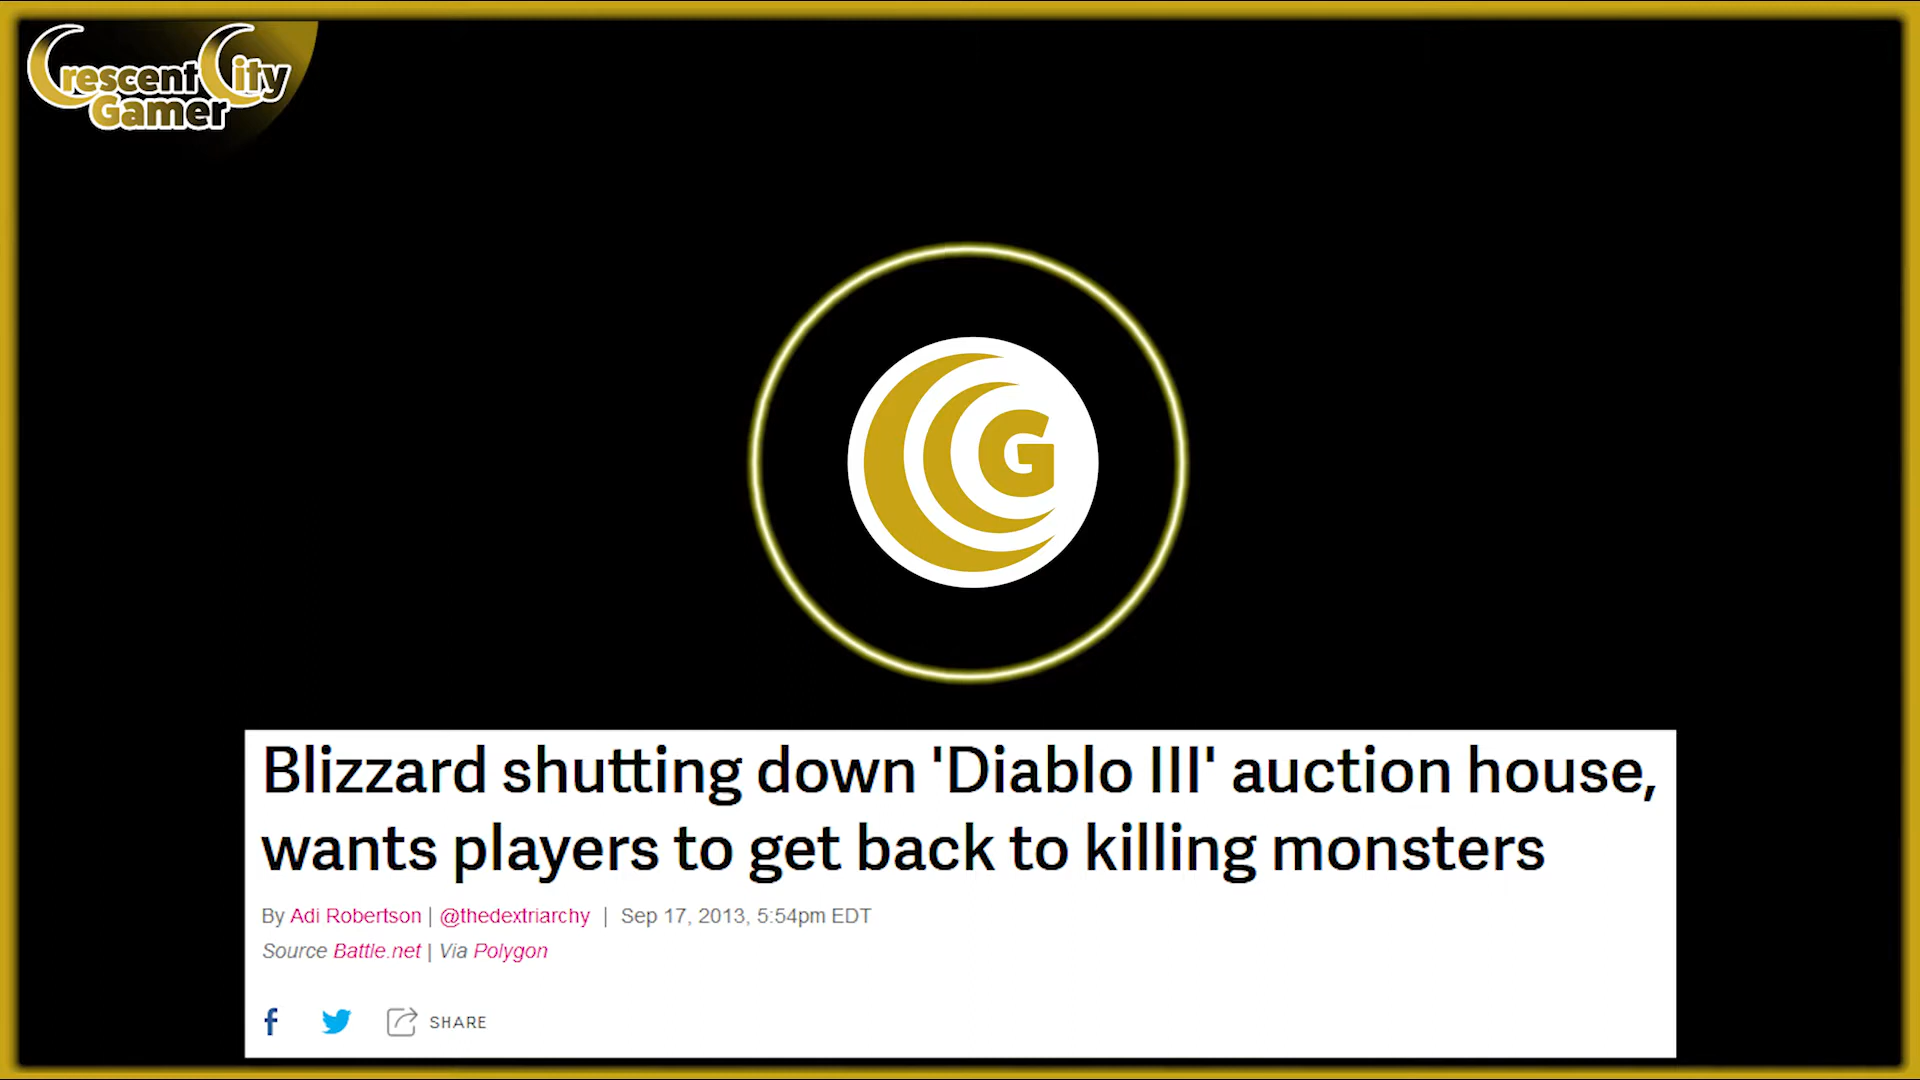 Crescent City
Gamer
G
Blizzard shutting down 'Diablo III' auction house,
wants players to get back to killing monsters
By Adi Robertson | @thedextriarchy | Sep 17, 2013, 5:54pm EDT
Source Battle.net | Via Polygon
SHARE